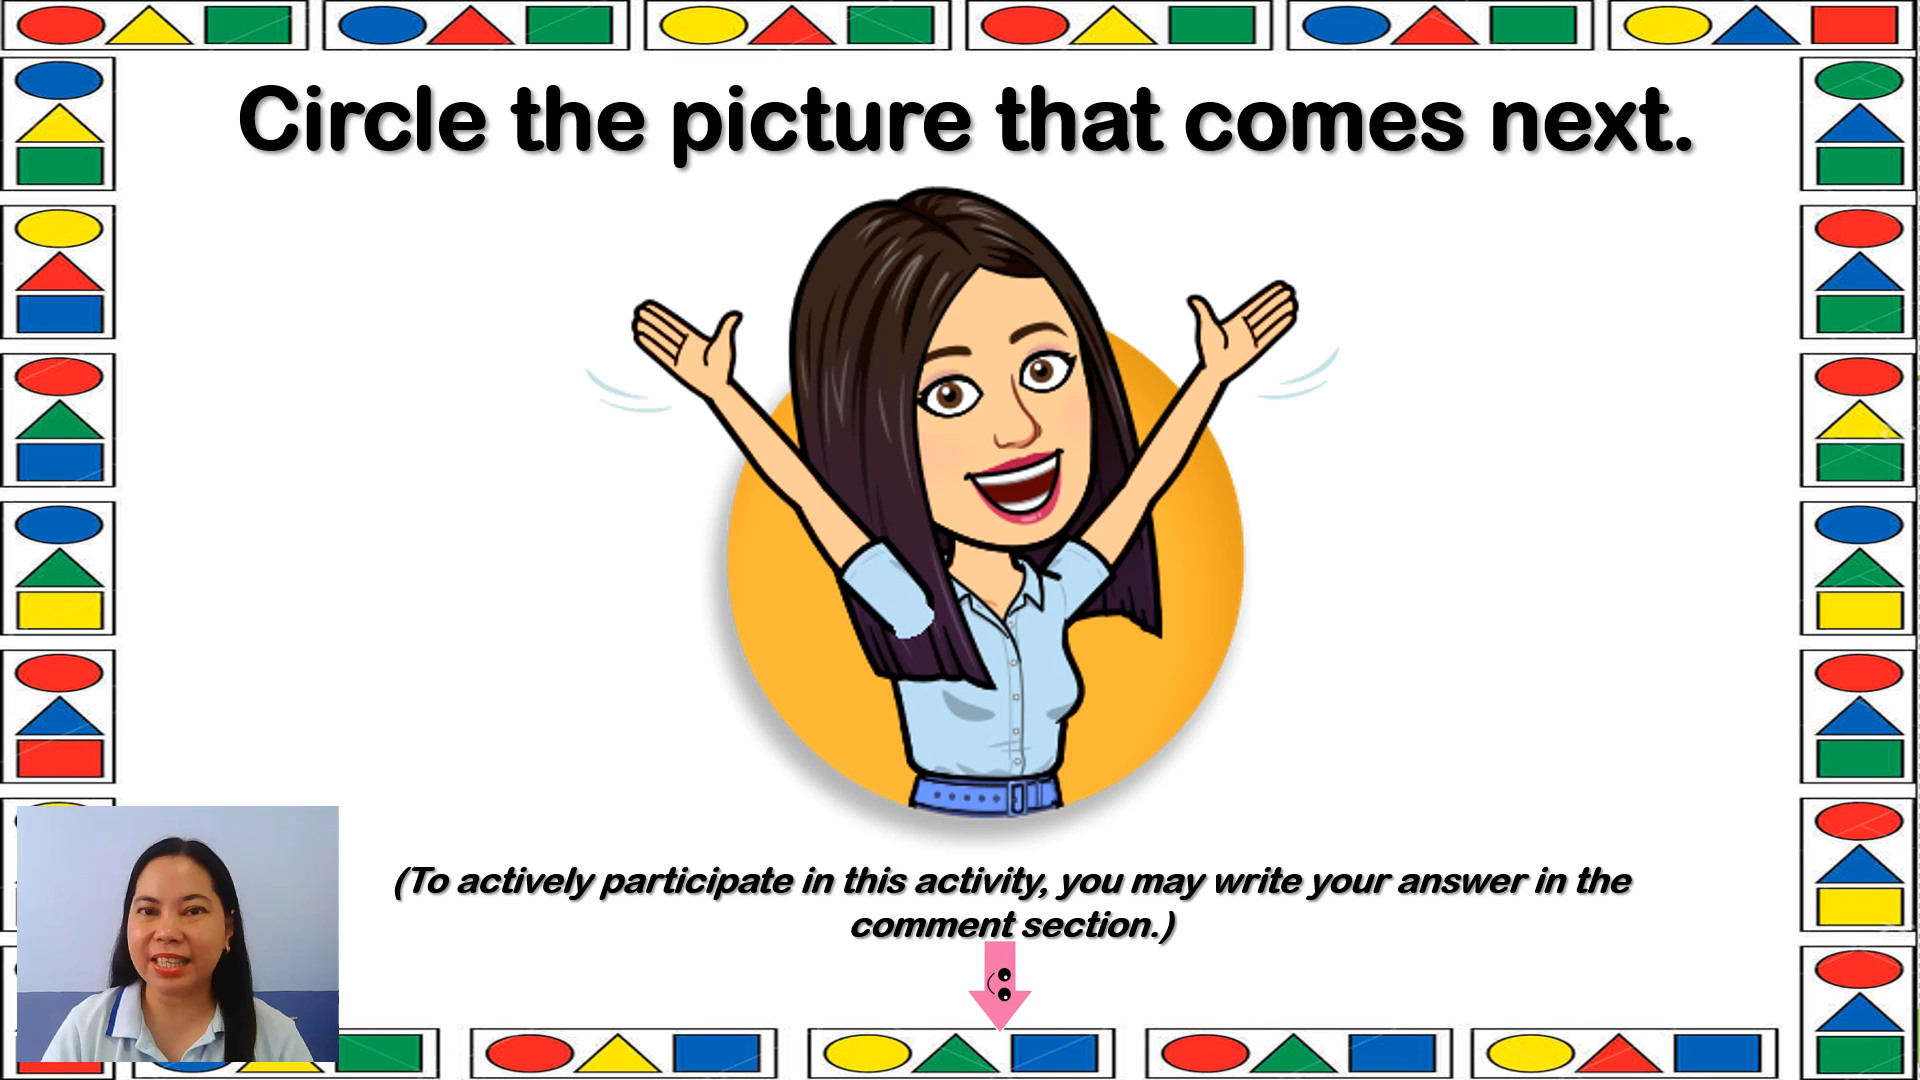 Circle the picture that comes next.
(To actively participate in this activity, you may write your answer in the
comment section.)